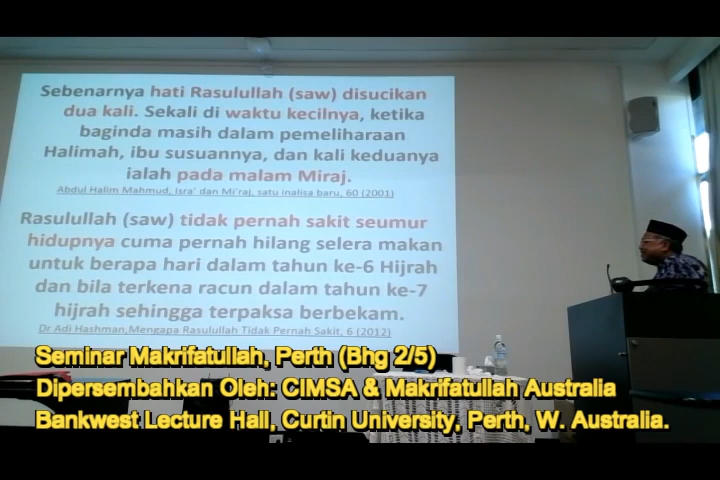 Sebenarnya hati Rasulullah (saw) disucikan
dua kali. Sekali di waktu kecilnya, ketika
baginda masih dalam pemeliharaan
Halimah, ibu susuannya, dan kali keduanya
ialah pada malam Miraj.
Abdul Halim Mahmud, Isra' dan Mi'raj, satu inalisa baru, 60 (2001)
Rasulullah (saw) tidak pernah sakit seumur
hidupnya cuma pernah hilang selera makan
untuk berapa hari dalam tahun ke-6 Hijrah
dan bila terkena racun dalam tahun ke-7
hijrah sehingga terpaksa berbekam.
Dr Adi Hashman,Mengapa Rasulullah Tidak Pernah Sakit, 6 (2012)
Seminar Makrifatullah, Perth (Bhg 2/5)
Dipersembahkan Oleh: CIMSA & Makrifatullah Australia
Bankwest Lecture Hall, Curtin University, Perth, W. Australia.